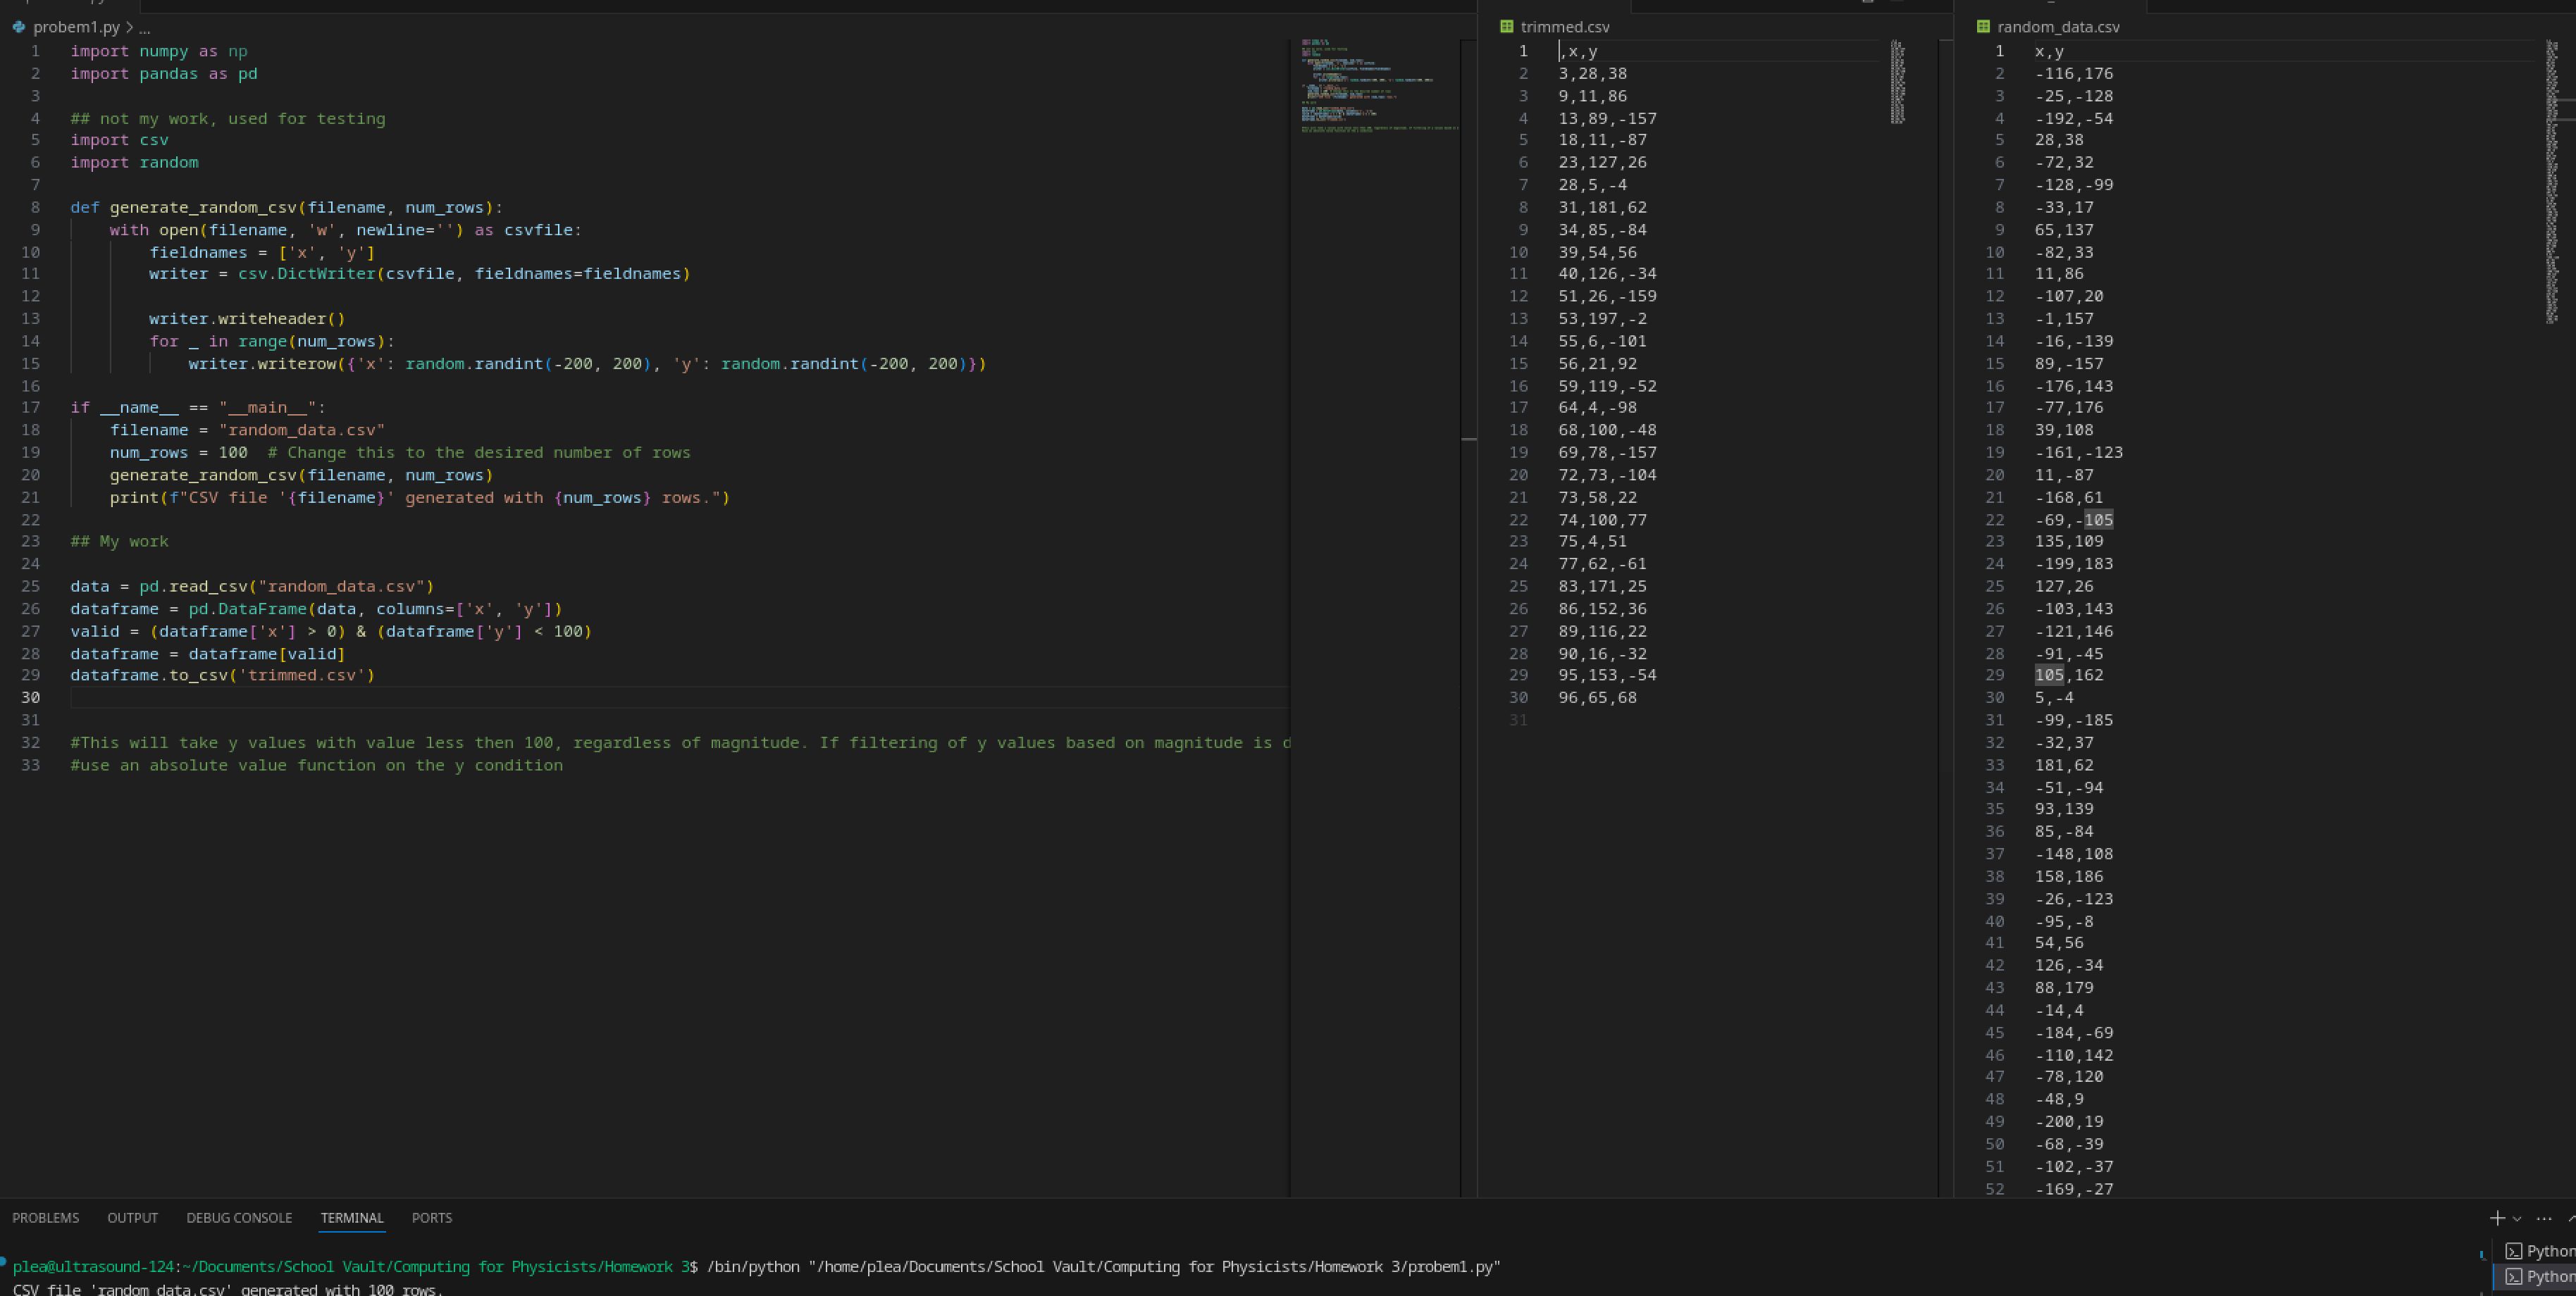 probem1.py > ...
1 import numpy as np
2 import pandas as pd
3
4 ## not my work, used for testing
5 import csv
6 import random
7
8 def generate_random_csv(filename, num_rows):
9     with open(filename, 'w', newline='') as csvfile:
10         fieldnames = ['x', 'y']
11         writer = csv.DictWriter(csvfile, fieldnames=fieldnames)
12
13         writer.writeheader()
14         for _ in range(num_rows):
15             writer.writerow({'x': random.randint(-200, 200), 'y': random.randint(-200, 200)})
16
17 if __name__ == "__main__":
18     filename = "random_data.csv"
19     num_rows = 100  # Change this to the desired number of rows
20     generate_random_csv(filename, num_rows)
21     print(f"CSV file '{filename}' generated with {num_rows} rows.")
22
23 ## My work
24
25 data = pd.read_csv("random_data.csv")
26 dataframe = pd.DataFrame(data, columns=['x', 'y'])
27 valid = (dataframe['x'] > 0) & (dataframe['y'] < 100)
28 dataframe = dataframe[valid]
29 dataframe.to_csv('trimmed.csv')
30
31
32 #This will take y values with value less then 100, regardless of magnitude. If filtering of y values based on magnitude is d
33 #use an absolute value function on the y condition
trimmed.csv
1 ,x,y
2 3,28,38
3 9,11,86
4 13,89,-157
5 18,11,-87
6 23,127,26
7 28,5,-4
8 31,181,62
9 34,85,-84
10 39,54,56
11 40,126,-34
12 51,26,-159
13 53,197,-2
14 55,6,-101
15 56,21,92
16 59,119,-52
17 64,4,-98
18 68,100,-48
19 69,78,-157
20 72,73,-104
21 73,58,22
22 74,100,77
23 75,4,51
24 77,62,-61
25 83,171,25
26 86,152,36
27 89,116,22
28 90,16,-32
29 95,153,-54
30 96,65,68
31
random_data.csv
1 x,y
2 -116,176
3 -25,-128
4 -192,-54
5 28,38
6 -72,32
7 -128,-99
8 -33,17
9 65,137
10 -82,33
11 11,86
12 -107,20
13 -1,157
14 -16,-139
15 89,-157
16 -176,143
17 -77,176
18 39,108
19 -161,-123
20 11,-87
21 -168,61
22 -69,-105
23 135,109
24 -199,183
25 127,26
26 -103,143
27 -121,146
28 -91,-45
29 105,162
30 5,-4
31 -99,-185
32 -32,37
33 181,62
34 -51,-94
35 93,139
36 85,-84
37 -148,108
38 158,186
39 -26,-123
40 -95,-8
41 54,56
42 126,-34
43 88,179
44 -14,4
45 -184,-69
46 -110,142
47 -78,120
48 -48,9
49 -200,19
50 -68,-39
51 -102,-37
52 -169,-27
PROBLEMS OUTPUT DEBUG CONSOLE TERMINAL PORTS
plea@ultrasound-124:~/Documents/School Vault/Computing for Physicists/Homework 3$ /bin/python "/home/plea/Documents/School Vault/Computing for Physicists/Homework 3/probem1.py"
CSV file 'random_data.csv' generated with 100 rows.
Python
Python